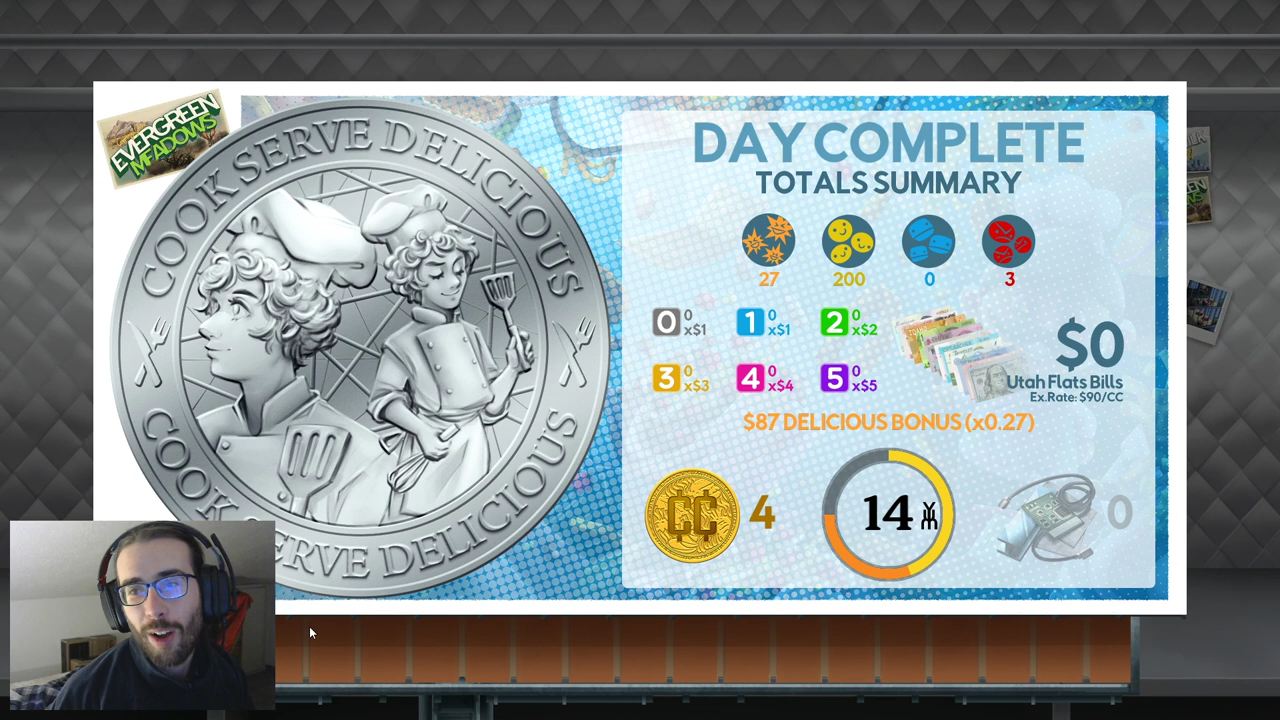 EVERGREEN
MEADOWS
COOK SERVE DELICIOUS
COOK SERVE DELICIOUS
DAY COMPLETE
TOTALS SUMMARY
27 200 0 3
0 0 x$1 1 0 x$1 2 0 x$2
3 0 x$3 4 0 x$4 5 0 x$5
$0
Utah Flats Bills
Ex.Rate: $90/CC
$87 DELICIOUS BONUS (x0.27)
CC 4 14 0